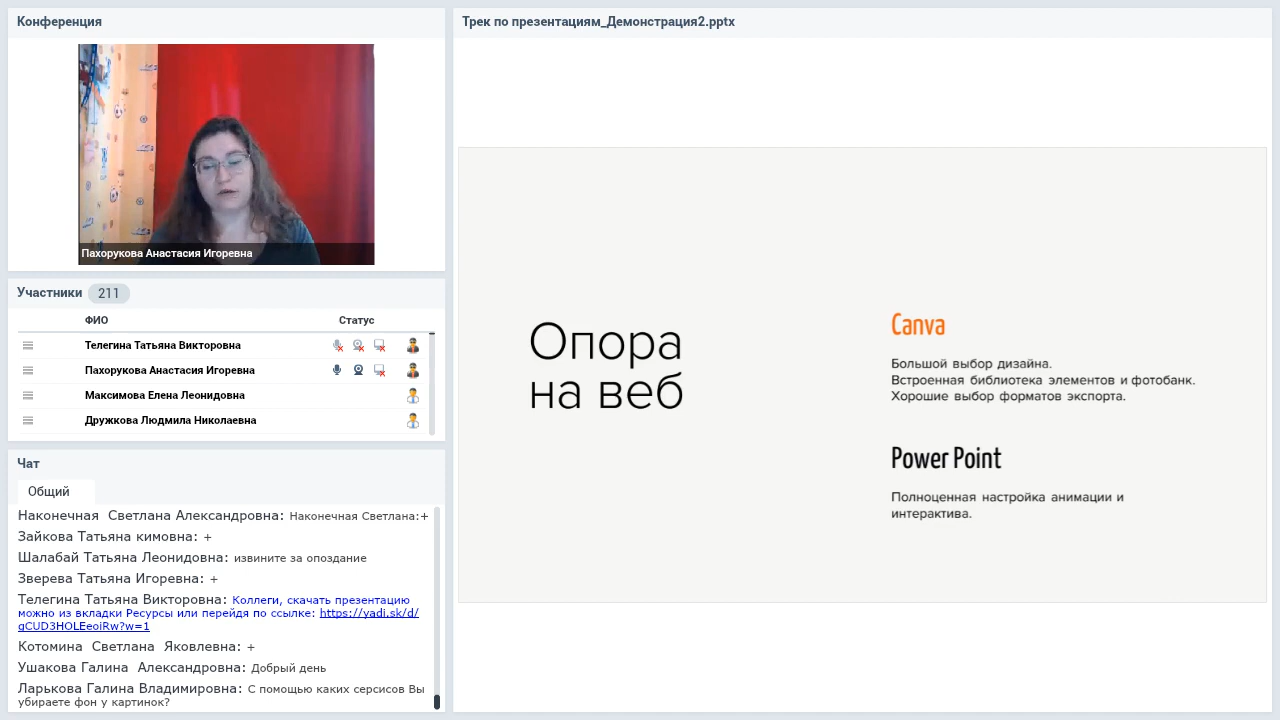 Конференция
Пахорукова Анастасия Игоревна
Участники 211
ФИО Статус
Телегина Татьяна Викторовна
Пахорукова Анастасия Игоревна
Максимова Елена Леонидовна
Дружкова Людмила Николаевна
Чат
Общий
Наконечная Светлана Александровна: Наконечная Светлана:+
Зайкова Татьяна кимовна: +
Шалабай Татьяна Леонидовна: извините за опоздание
Зверева Татьяна Игоревна: +
Телегина Татьяна Викторовна: Коллеги, скачать презентацию
можно из вкладки Ресурсы или перейдя по ссылке: https://yadi.sk/d/
qCUD3HOLEeoiRw?w=1
Котомина Светлана Яковлевна: +
Ушакова Галина Александровна: Добрый день
Ларькова Галина Владимировна: С помощью каких серсисов Вы
убираете фон у картинок?
Трек по презентациям_Демонстрация2.pptx
Опора
на веб
Canva
Большой выбор дизайна.
Встроенная библиотека элементов и фотобанк.
Хорошие выбор форматов экспорта.
Power Point
Полноценная настройка анимации и
интерактива.